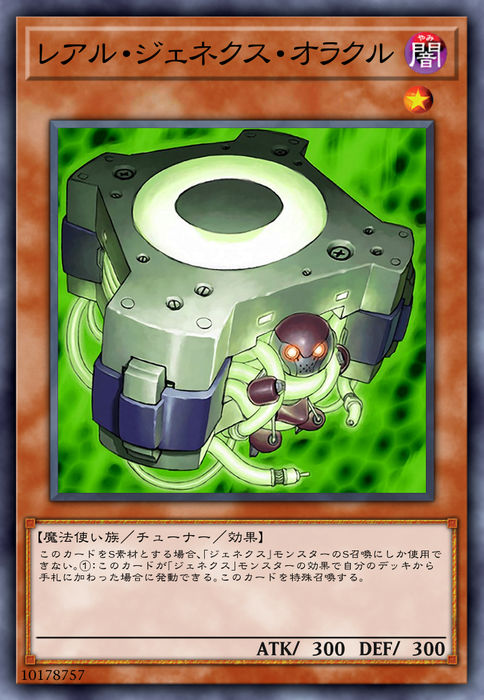 レアル・ジェネクス・オラクル
やみ
闇
【魔法使い族／チューナー／効果】
このカードをS素材とする場合、「ジェネクス」モンスターのS召喚にしか使用で
きない。①：このカードが「ジェネクス」モンスターの効果で自分のデッキから
手札に加わった場合に発動できる。このカードを特殊召喚する。
ATK/ 300 DEF/ 300
10178757